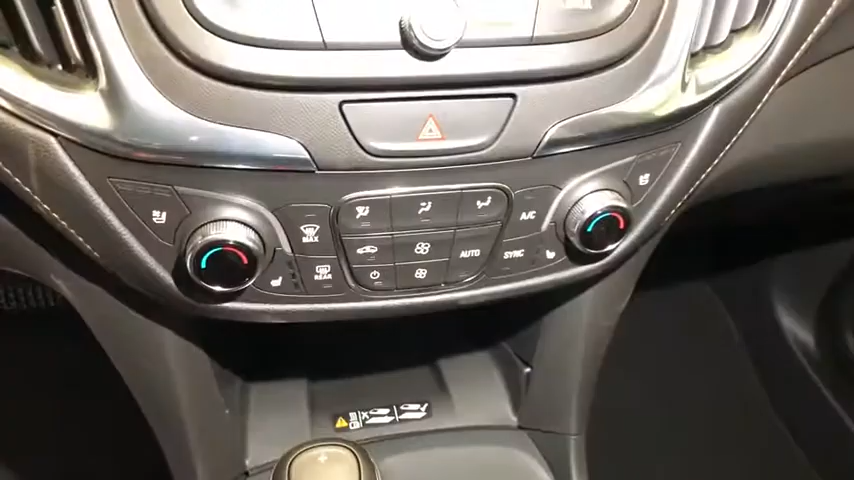 A/C
MAX
AUTO
SYNC
REAR
+